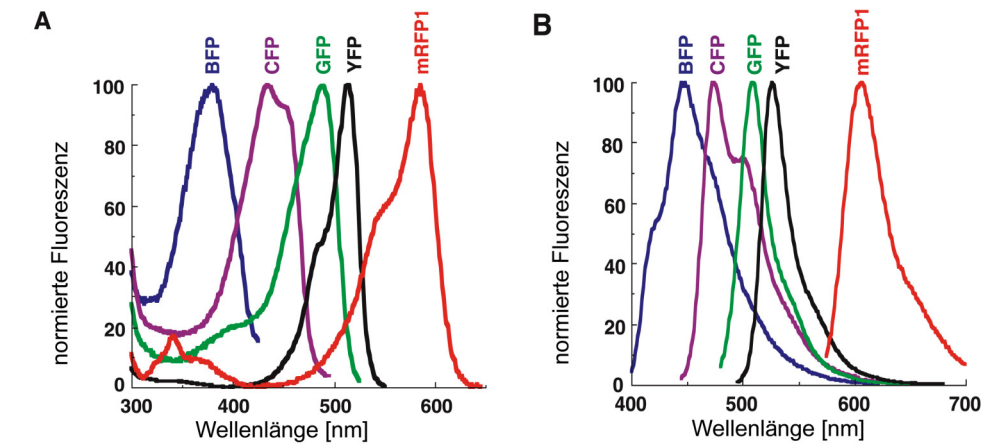 A
BFP
CFP
GFP
YFP
mRFP1
normierte Fluoreszenz
100
80
60
40
20
0
300 400 500 600
Wellenlänge [nm]
B
BFP
CFP
GFP
YFP
mRFP1
normierte Fluoreszenz
100
80
60
40
20
0
400 500 600 700
Wellenlänge [nm]